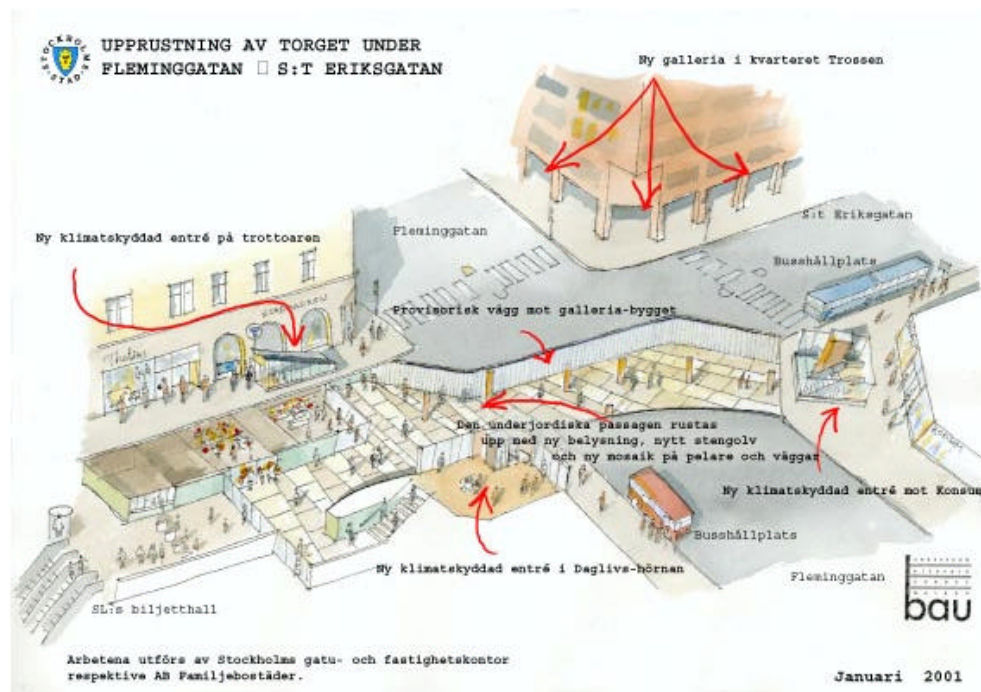 STOCKHOLMS STAD
UPPRUSTNING AV TORGET UNDER
FLEMINGGATAN □ S:T ERIKSGATAN
Ny galleria i kvarteret Trossen
S:t Eriksgatan
Fleminggatan
Ny klimatskyddad entré på trottoaren
Busshållplats
Provisorisk vägg mot galleria-bygget
Den underjordiska passagen rustas
upp med ny belysning, nytt stengolv
och ny mosaik på pelare och väggar
Ny klimatskyddad entré mot Konsum
Busshållplats
Ny klimatskyddad entré i Daglivs-hörnan
Fleminggatan
SL:s biljetthall
bau
Arbetena utförs av Stockholms gatu- och fastighetskontor
respektive AB Familjebostäder.
Januari 2001